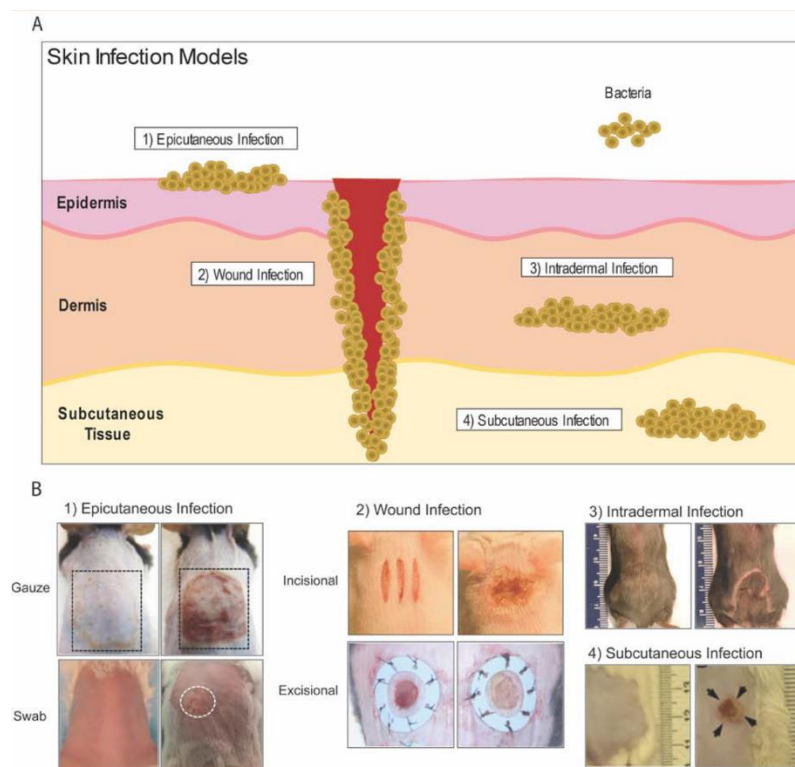 A
Skin Infection Models
Bacteria
1) Epicutaneous Infection
Epidermis
2) Wound Infection
3) Intradermal Infection
Dermis
4) Subcutaneous Infection
Subcutaneous
Tissue
B
1) Epicutaneous Infection
2) Wound Infection
3) Intradermal Infection
Gauze
Incisional
4) Subcutaneous Infection
Swab
Excisional